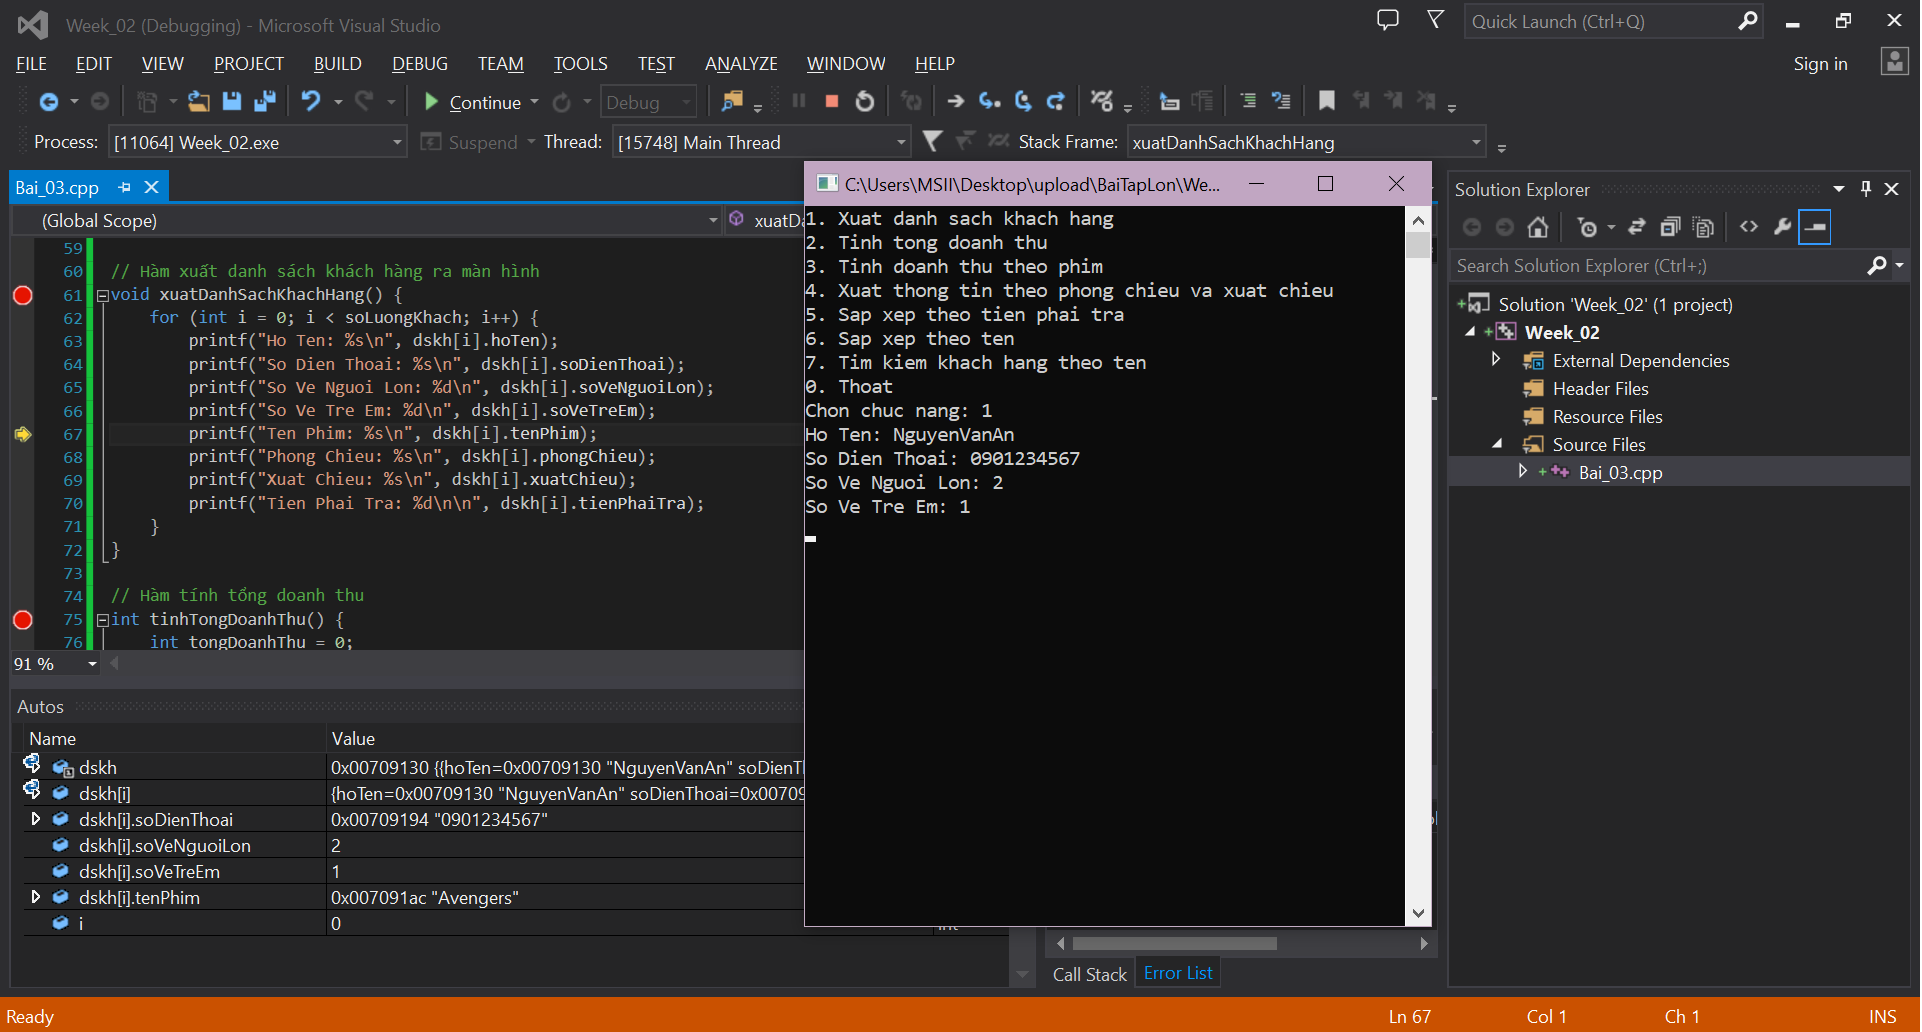 Week_02 (Debugging) - Microsoft Visual Studio
Quick Launch (Ctrl+Q)
FILE EDIT VIEW PROJECT BUILD DEBUG TEAM TOOLS TEST ANALYZE WINDOW HELP
Sign in
Continue
Debug
Process: [11064] Week_02.exe
Suspend
Thread: [15748] Main Thread
Stack Frame: xuatDanhSachKhachHang
Bai_03.cpp
(Global Scope)
xuatDa
59
60 // Hàm xuất danh sách khách hàng ra màn hình
61 void xuatDanhSachKhachHang() {
62 for (int i = 0; i < soLuongKhach; i++) {
63 printf("Ho Ten: %s\n", dskh[i].hoTen);
64 printf("So Dien Thoai: %s\n", dskh[i].soDienThoai);
65 printf("So Ve Nguoi Lon: %d\n", dskh[i].soVeNguoiLon);
66 printf("So Ve Tre Em: %d\n", dskh[i].soVeTreEm);
67 printf("Ten Phim: %s\n", dskh[i].tenPhim);
68 printf("Phong Chieu: %s\n", dskh[i].phongChieu);
69 printf("Xuat Chieu: %s\n", dskh[i].xuatChieu);
70 printf("Tien Phai Tra: %d\n\n", dskh[i].tienPhaiTra);
71 }
72 }
73
74 // Hàm tính tổng doanh thu
75 int tinhTongDoanhThu() {
76 int tongDoanhThu = 0;
91 %
Autos
Name Value
dskh 0x00709130 {{hoTen=0x00709130 "NguyenVanAn" soDienTl
dskh[i] {hoTen=0x00709130 "NguyenVanAn" soDienThoai=0x00709
dskh[i].soDienThoai 0x00709194 "0901234567"
dskh[i].soVeNguoiLon 2
dskh[i].soVeTreEm 1
dskh[i].tenPhim 0x007091ac "Avengers"
i 0
C:\Users\MSII\Desktop\upload\BaiTapLon\We...
1. Xuat danh sach khach hang
2. Tinh tong doanh thu
3. Tinh doanh thu theo phim
4. Xuat thong tin theo phong chieu va xuat chieu
5. Sap xep theo tien phai tra
6. Sap xep theo ten
7. Tim kiem khach hang theo ten
0. Thoat
Chon chuc nang: 1
Ho Ten: NguyenVanAn
So Dien Thoai: 0901234567
So Ve Nguoi Lon: 2
So Ve Tre Em: 1
Call Stack Error List
Solution Explorer
Search Solution Explorer (Ctrl+;)
Solution 'Week_02' (1 project)
Week_02
External Dependencies
Header Files
Resource Files
Source Files
Bai_03.cpp
Ready
Ln 67 Col 1 Ch 1 INS